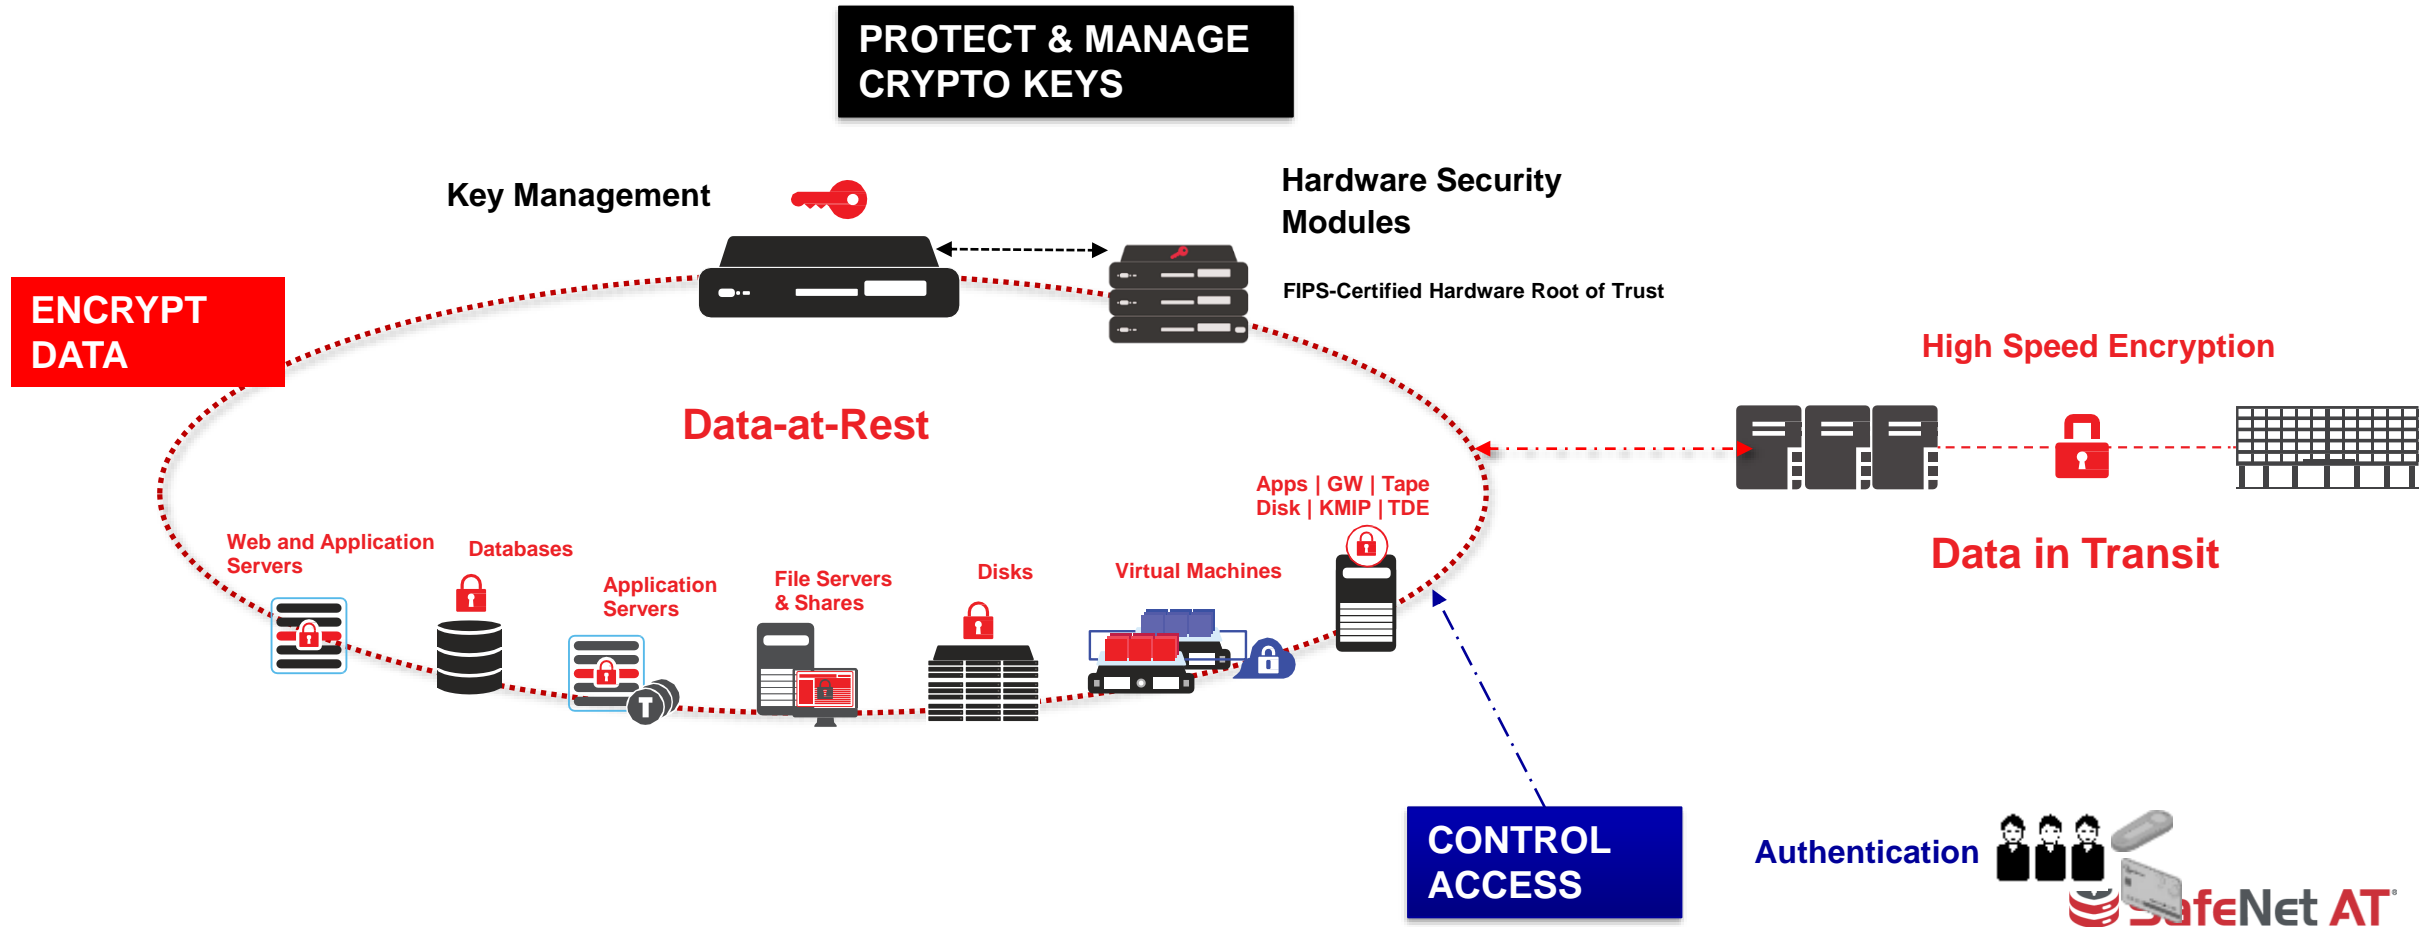 PROTECT & MANAGE
CRYPTO KEYS
Key Management
Hardware Security
Modules
FIPS-Certified Hardware Root of Trust
ENCRYPT
DATA
High Speed Encryption
Data-at-Rest
Apps | GW | Tape
Disk | KMIP | TDE
Data in Transit
Web and Application
Servers
Databases
Application
Servers
File Servers
& Shares
Disks
Virtual Machines
T
CONTROL
ACCESS
Authentication
SafeNet AT